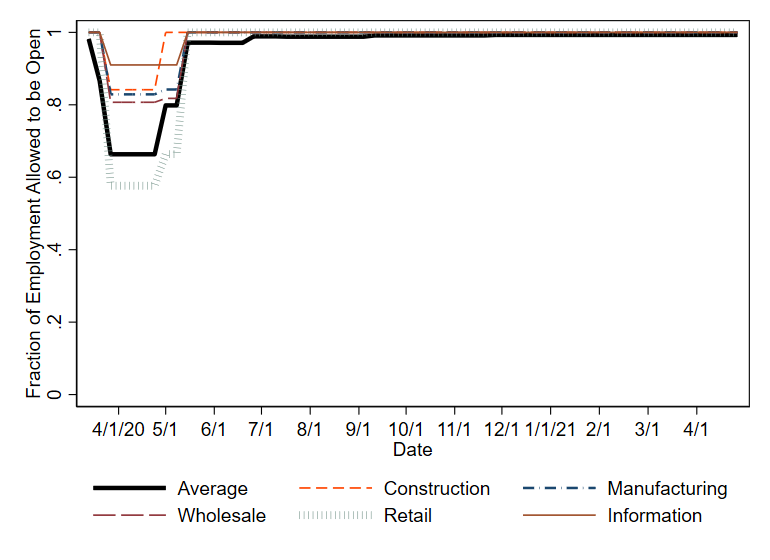 Fraction of Employment Allowed to be Open
1
.8
.6
.4
.2
0
4/1/20 5/1 6/1 7/1 8/1 9/1 10/1 11/1 12/1 1/1/21 2/1 3/1 4/1
Date
Average Construction Manufacturing
Wholesale Retail Information